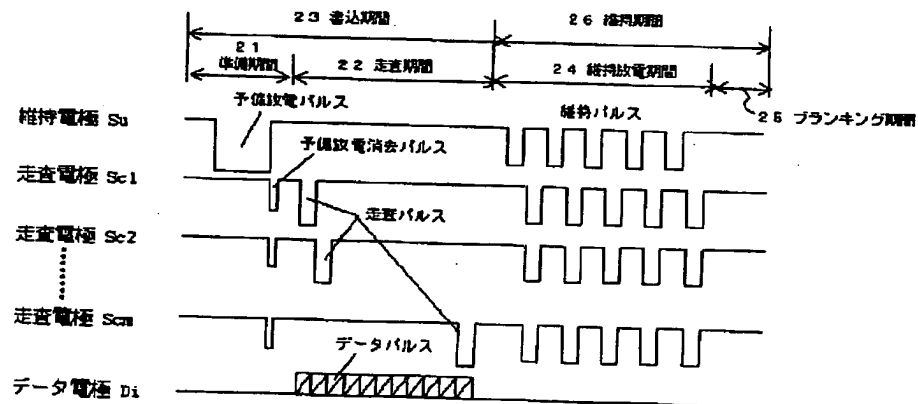 23 書込期間
26 維持期間
21
準備期間
22 走査期間
24 維持放電期間
予備放電パルス
維持パルス
25 ブランキング期間
維持電極 Su
予備放電消去パルス
走査電極 Sc1
走査パルス
走査電極 Sc2
走査電極 Scm
データパルス
データ電極 Di